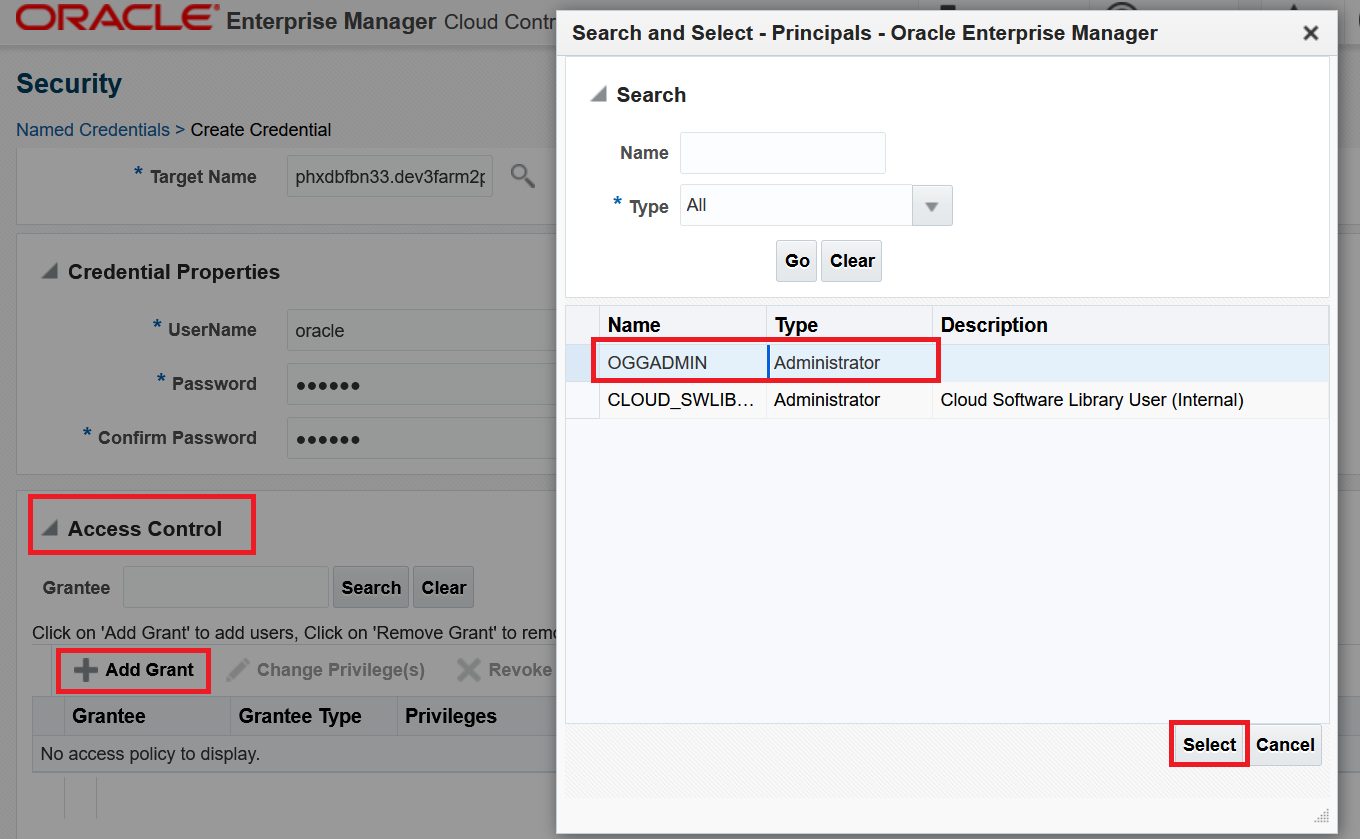 ORACLE® Enterprise Manager Cloud Contr
Security
Named Credentials > Create Credential
* Target Name phxdbfbn33.dev3farm2p
Credential Properties
* UserName oracle
* Password ●●●●●●
* Confirm Password ●●●●●●
Access Control
Grantee Search Clear
Click on 'Add Grant' to add users, Click on 'Remove Grant' to remo
Add Grant Change Privilege(s) Revoke
Grantee Grantee Type Privileges
No access policy to display.
Search and Select - Principals - Oracle Enterprise Manager
Search
Name
* Type All
Go Clear
Name Type Description
OGGADMIN Administrator
CLOUD_SWLIB... Administrator Cloud Software Library User (Internal)
Select Cancel